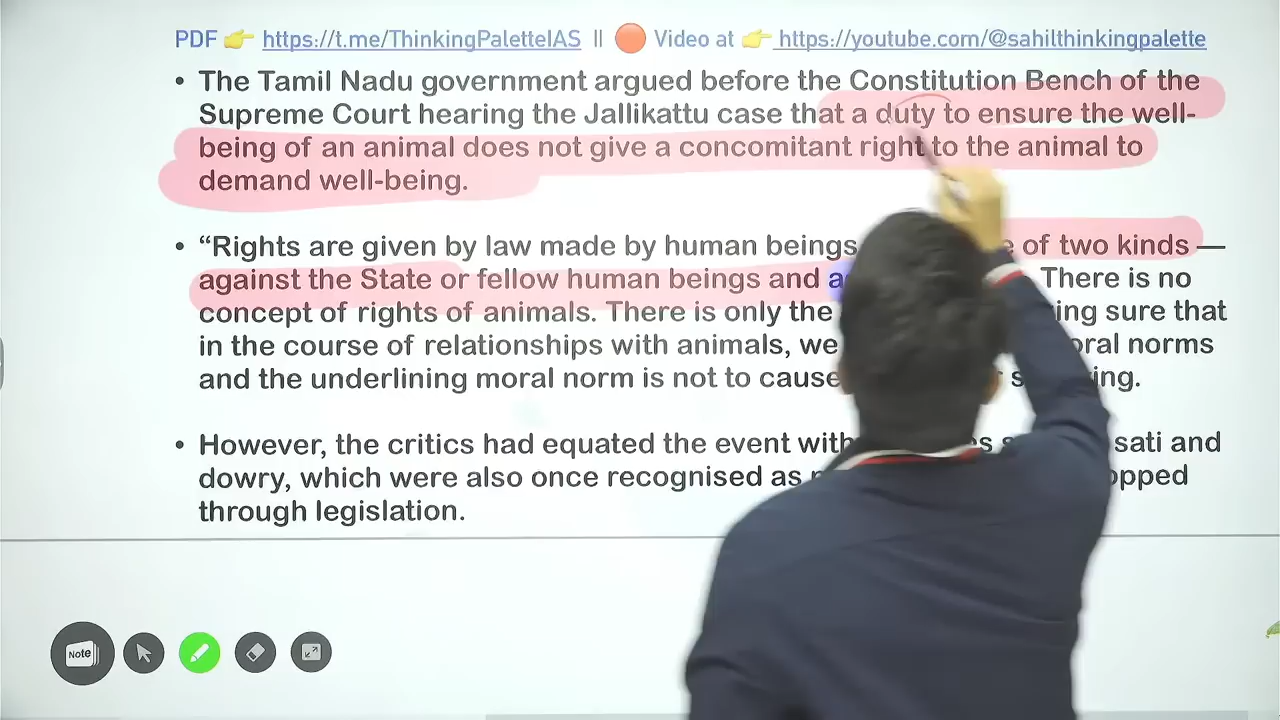 PDF 👉 https://t.me/ThinkingPaletteIAS || 🔴 Video at 👉 https://youtube.com/@sahilthinkingpalette
• The Tamil Nadu government argued before the Constitution Bench of the
Supreme Court hearing the Jallikattu case that a duty to ensure the well-
being of an animal does not give a concomitant right to the animal to
demand well-being.
• “Rights are given by law made by human beings of two kinds —
against the State or fellow human beings and There is no
concept of rights of animals. There is only the sure that
in the course of relationships with animals, we norms
and the underlining moral norm is not to cause
• However, the critics had equated the event with sati and
dowry, which were also once recognised as
through legislation.
Note